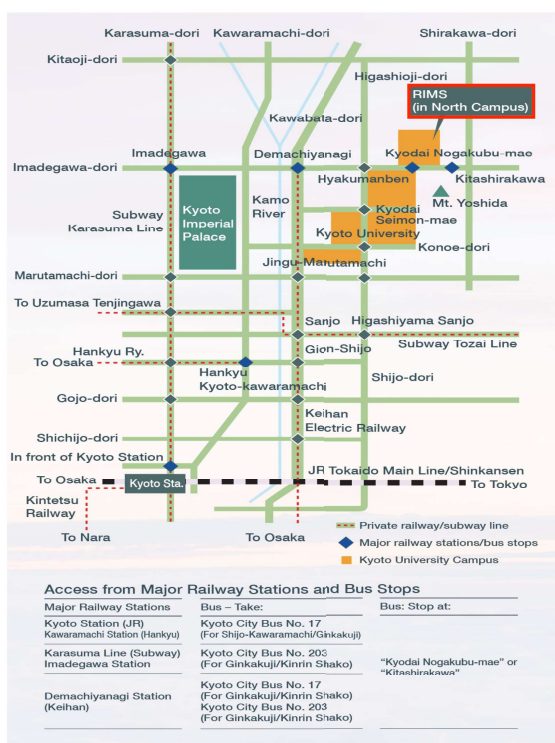 Karasuma-dori
Kawaramachi-dori
Shirakawa-dori
Kitaoji-dori
Higashioji-dori
RIMS
(in North Campus)
Kawabata-dori
Imadegawa
Demachiyanagi
Kyodai Nogakubu-mae
Imadegawa-dori
Hyakumanben
Kitashirakawa
Mt. Yoshida
Subway
Karasuma Line
Kyoto
Imperial
Palace
Kamo
River
Kyodai
Seimon-mae
Kyoto University
Konoe-dori
Jingu-Marutamachi
Marutamachi-dori
To Uzumasa Tenjingawa
Sanjo
Higashiyama Sanjo
Subway Tozai Line
Hankyu Ry.
To Osaka
Gion-Shijo
Hankyu
Kyoto-kawaramachi
Shijo-dori
Gojo-dori
Keihan
Electric Railway
Shichijo-dori
In front of Kyoto Station
JR Tokaido Main Line/Shinkansen
To Osaka
Kyoto Sta.
To Tokyo
Kintetsu
Railway
To Nara
To Osaka
Private railway/subway line
Major railway stations/bus stops
Kyoto University Campus
Access from Major Railway Stations and Bus Stops
Major Railway Stations
Bus – Take:
Bus: Stop at:
Kyoto Station (JR)
Kawaramachi Station (Hankyu)
Kyoto City Bus No. 17
(For Shijo-Kawaramachi/Ginkakuji)
Karasuma Line (Subway)
Imadegawa Station
Kyoto City Bus No. 203
(For Ginkakuji/Kinrin Shako)
"Kyodai Nogakubu-mae" or
"Kitashirakawa"
Demachiyanagi Station
(Keihan)
Kyoto City Bus No. 17
(For Ginkakuji/Kinrin Shako)
Kyoto City Bus No. 203
(For Ginkakuji/Kinrin Shako)